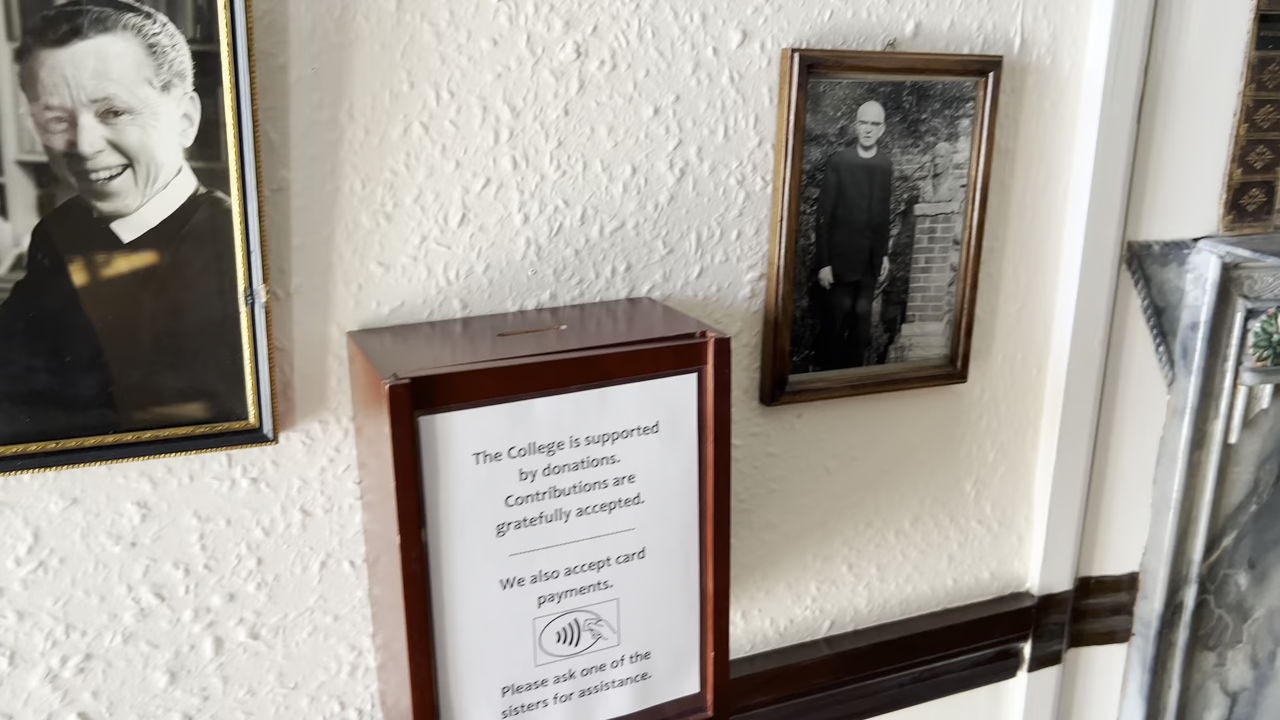 The College is supported
by donations.
Contributions are
gratefully accepted.
We also accept card
payments.
Please ask one of the
sisters for assistance.